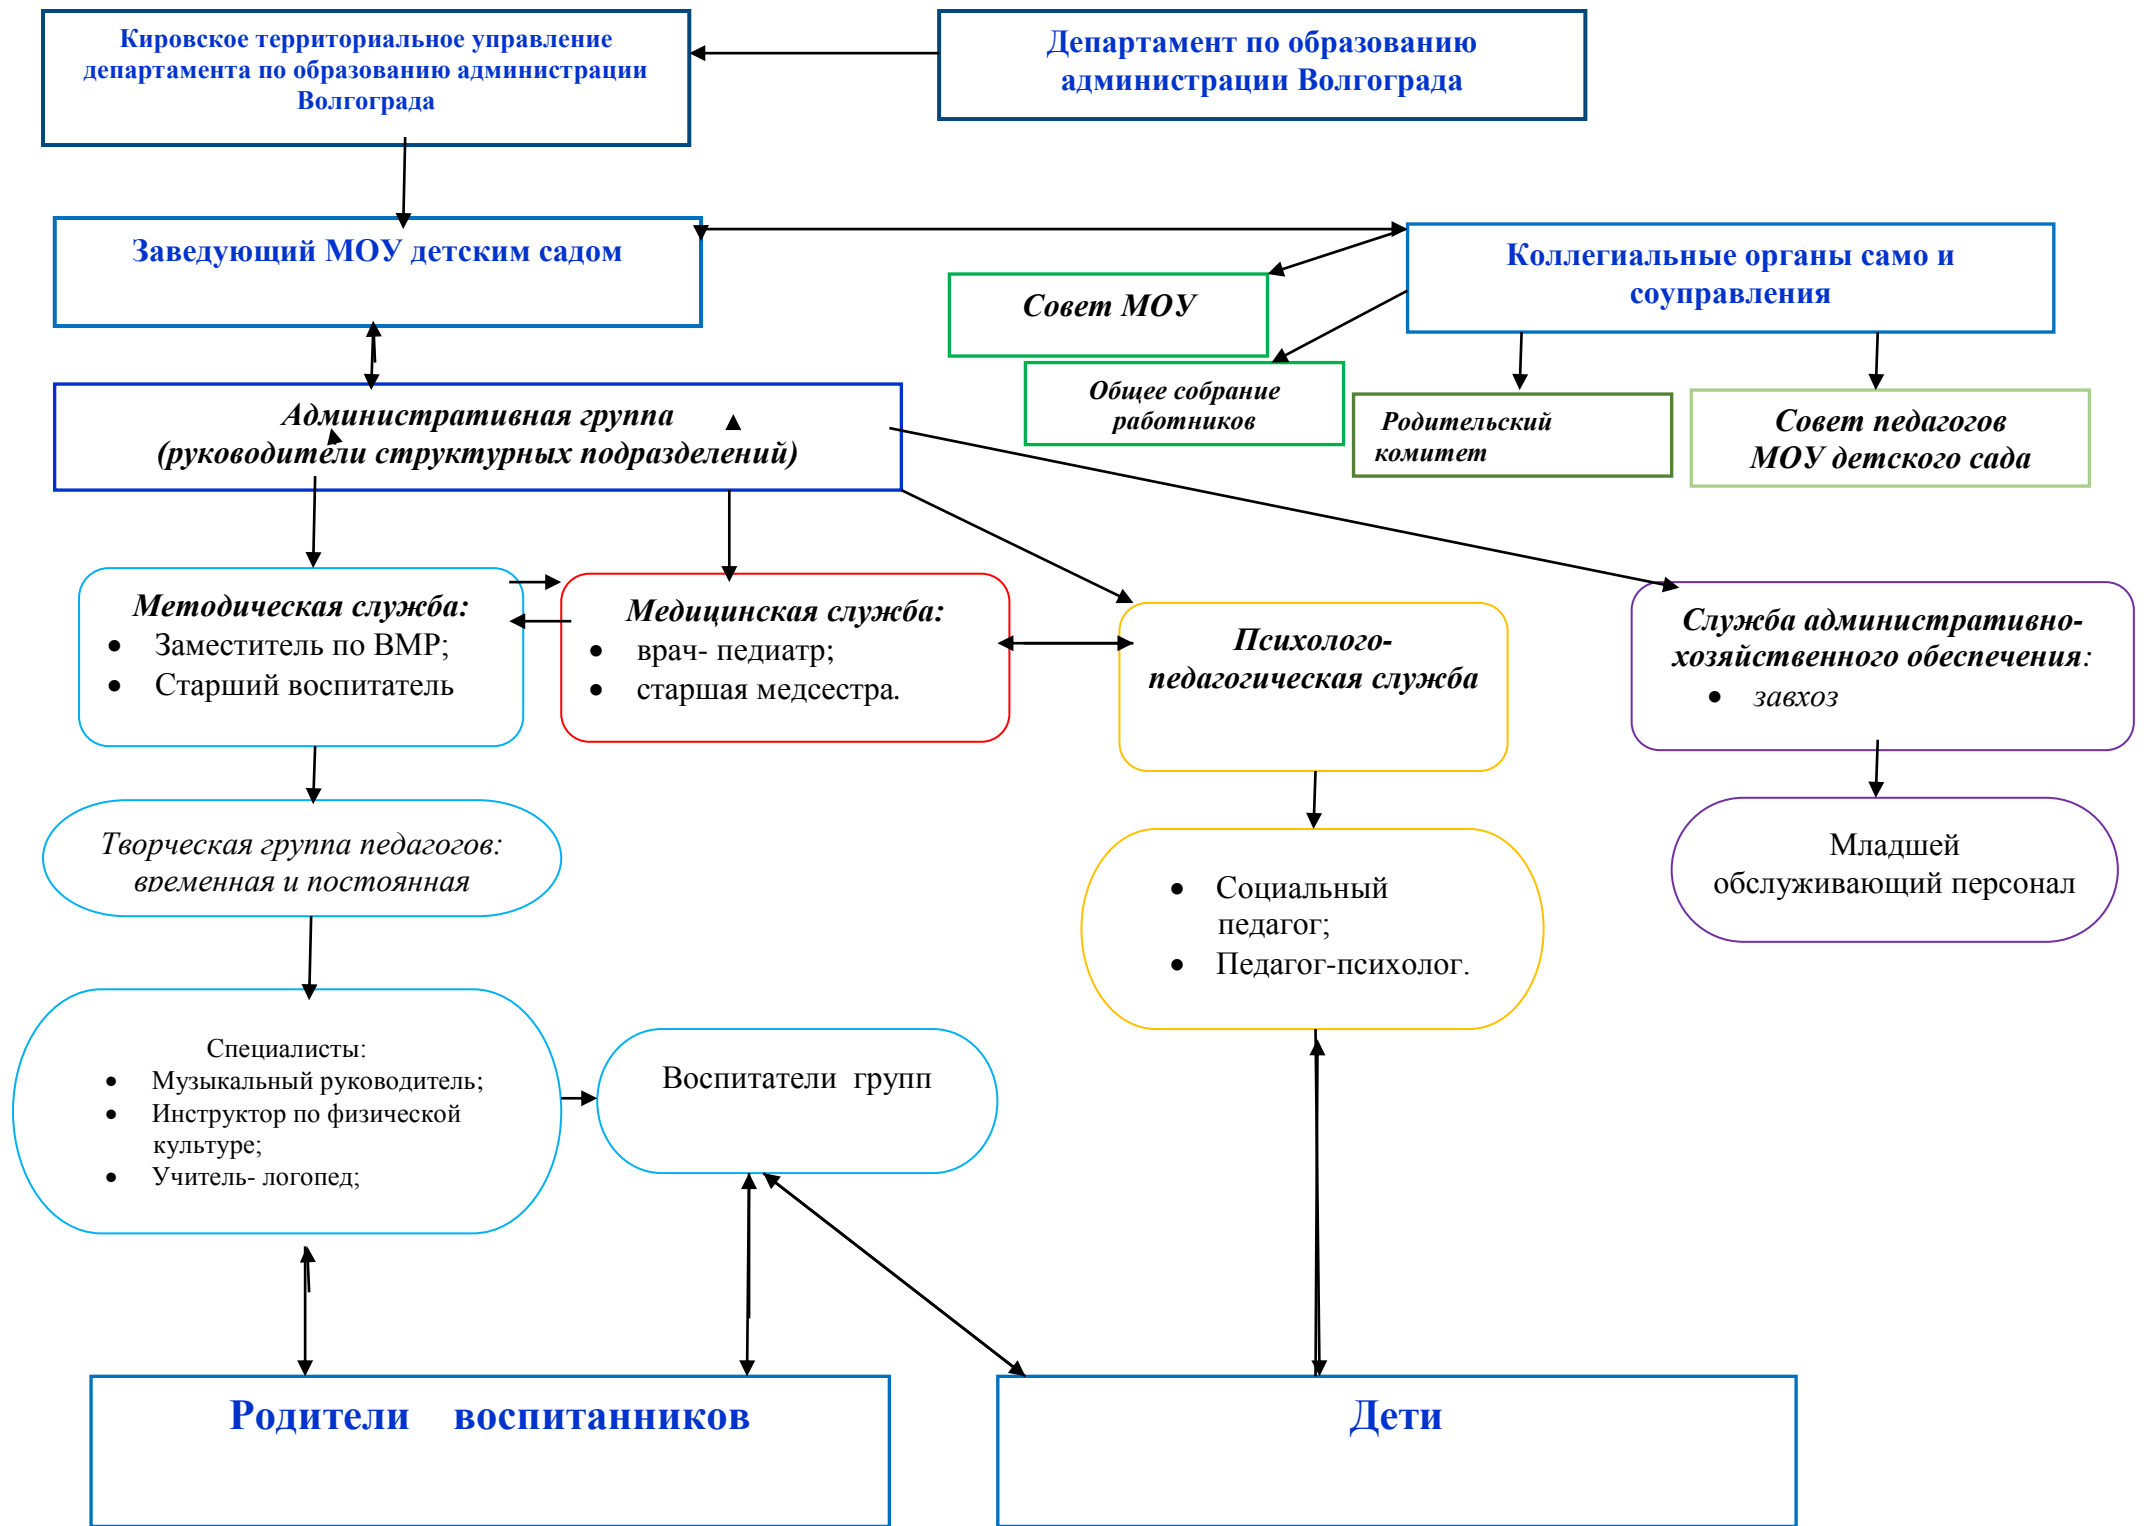 Кировское территориальное управление
департамента по образованию администрации
Волгограда
Департамент по образованию
администрации Волгограда
Заведующий МОУ детским садом
Коллегиальные органы само и
соуправления
Совет МОУ
Общее собрание
работников
Родительский
комитет
Совет педагогов
МОУ детского сада
Административная группа
(руководители структурных подразделений)
Методическая служба:
• Заместитель по ВМР;
• Старший воспитатель
Медицинская служба:
• врач- педиатр;
• старшая медсестра.
Психолого-
педагогическая служба
Служба административно-
хозяйственного обеспечения:
• завхоз
Творческая группа педагогов:
временная и постоянная
• Социальный
педагог;
• Педагог-психолог.
Младшей
обслуживающий персонал
Специалисты:
• Музыкальный руководитель;
• Инструктор по физической
культуре;
• Учитель- логопед;
Воспитатели групп
Родители воспитанников
Дети